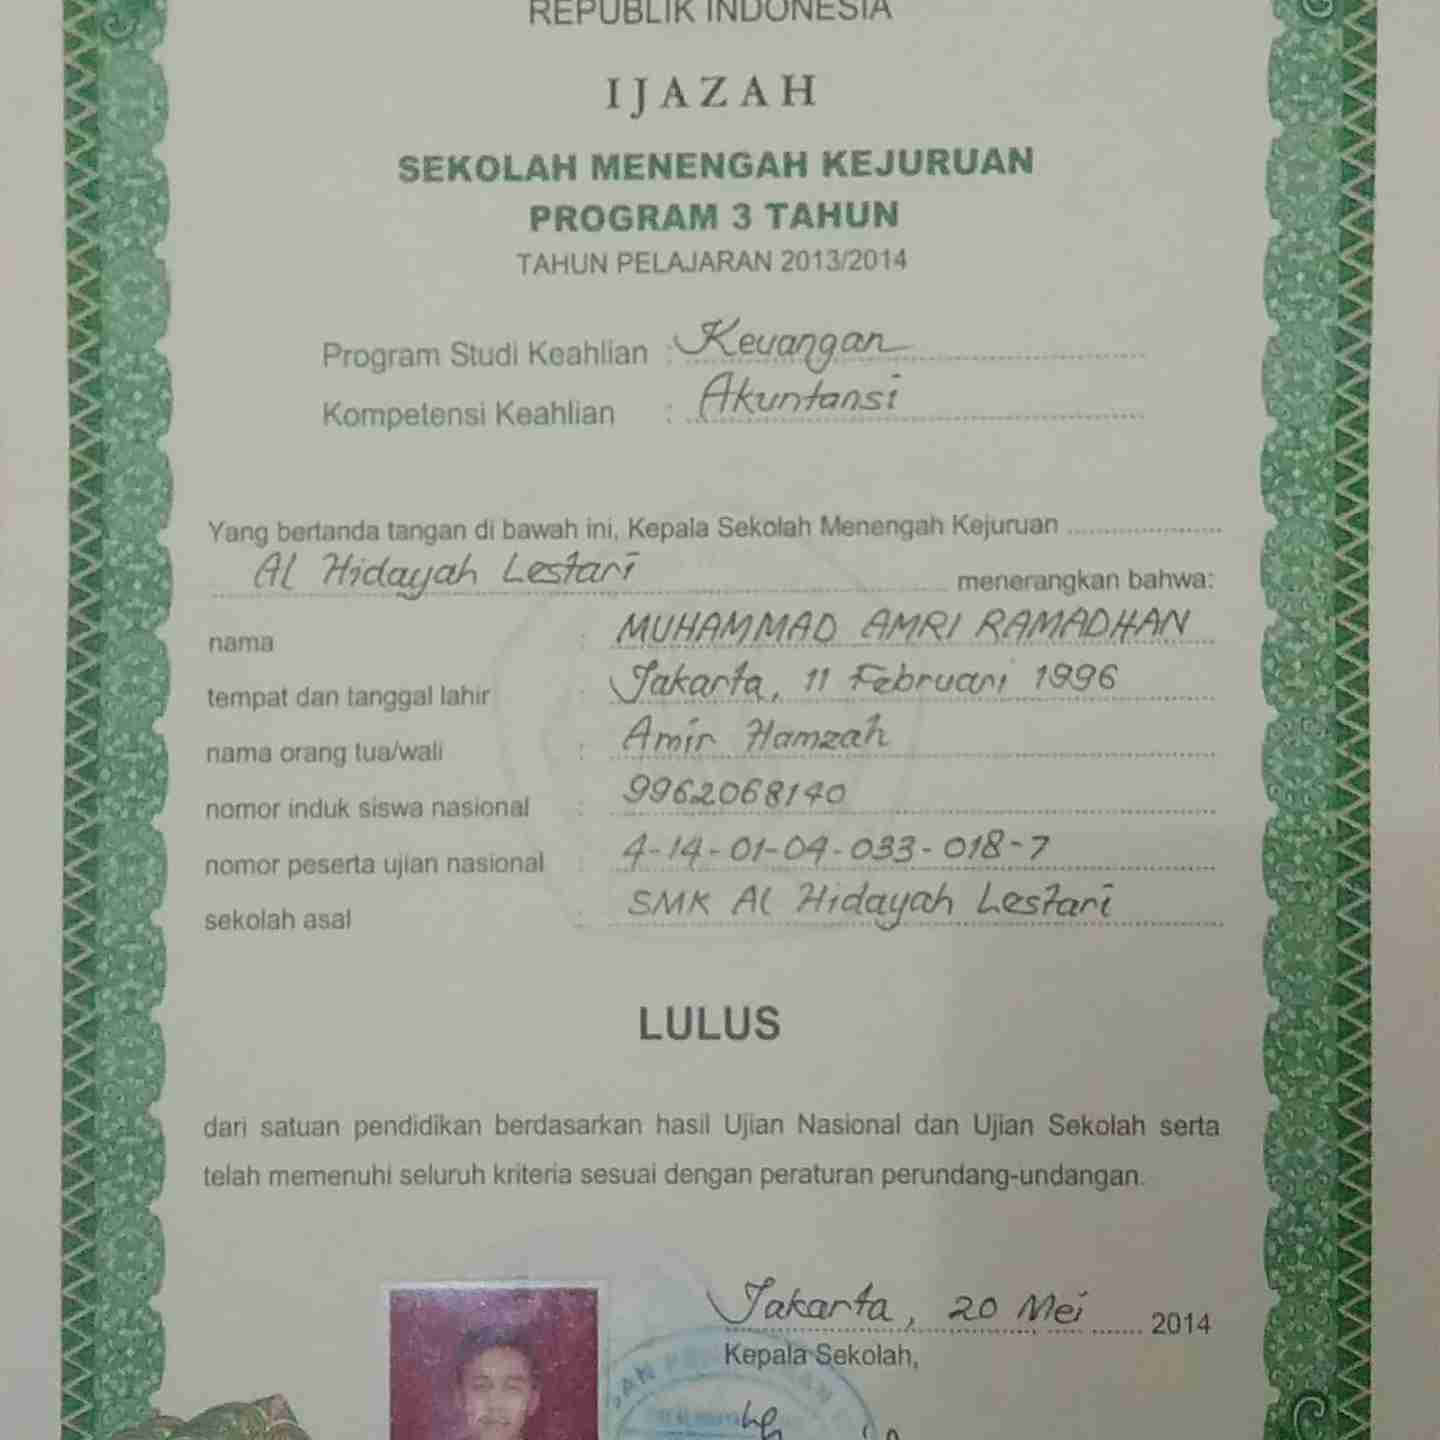 REPUBLIK INDONESIA
IJAZAH
SEKOLAH MENENGAH KEJURUAN
PROGRAM 3 TAHUN
TAHUN PELAJARAN 2013/2014
Program Studi Keahlian : Keuangan
Kompetensi Keahlian : Akuntansi
Yang bertanda tangan di bawah ini, Kepala Sekolah Menengah Kejuruan
Al Hidayah Lestari menerangkan bahwa:
nama : MUHAMMAD AMRI RAMADHAN
tempat dan tanggal lahir : Jakarta, 11 Februari 1996
nama orang tua/wali : Amir Hamzah
nomor induk siswa nasional : 9962068140
nomor peserta ujian nasional : 4-14-01-04-033-018-7
sekolah asal : SMK Al Hidayah Lestari
LULUS
dari satuan pendidikan berdasarkan hasil Ujian Nasional dan Ujian Sekolah serta
telah memenuhi seluruh kriteria sesuai dengan peraturan perundang-undangan.
Jakarta, 20 Mei 2014
Kepala Sekolah,